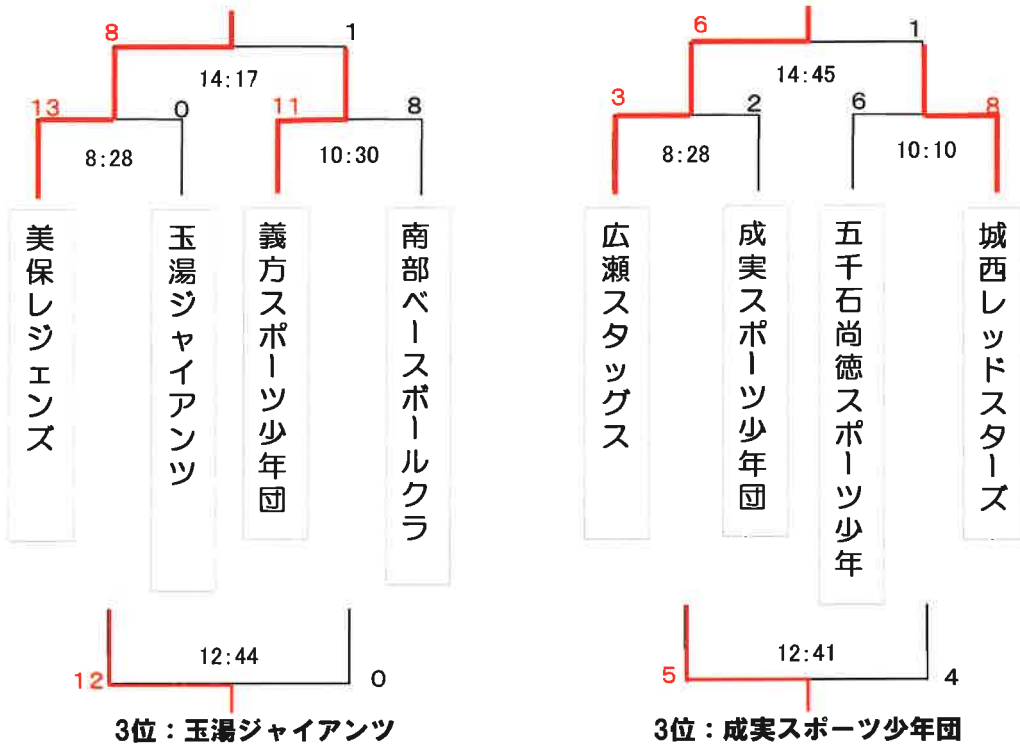 8
1
6
1
14:17
14:45
13
0
11
8
3
2
6
8
8:28
10:30
8:28
10:10
美保レジェンズ
玉湯ジャイアンツ
義方スポーツ少年団
南部ベースボールクラ
広瀬スタッグス
成実スポーツ少年団
五千石尚徳スポーツ少年
城西レッドスターズ
12:44
12:41
12
0
5
4
3位：玉湯ジャイアンツ
3位：成実スポーツ少年団